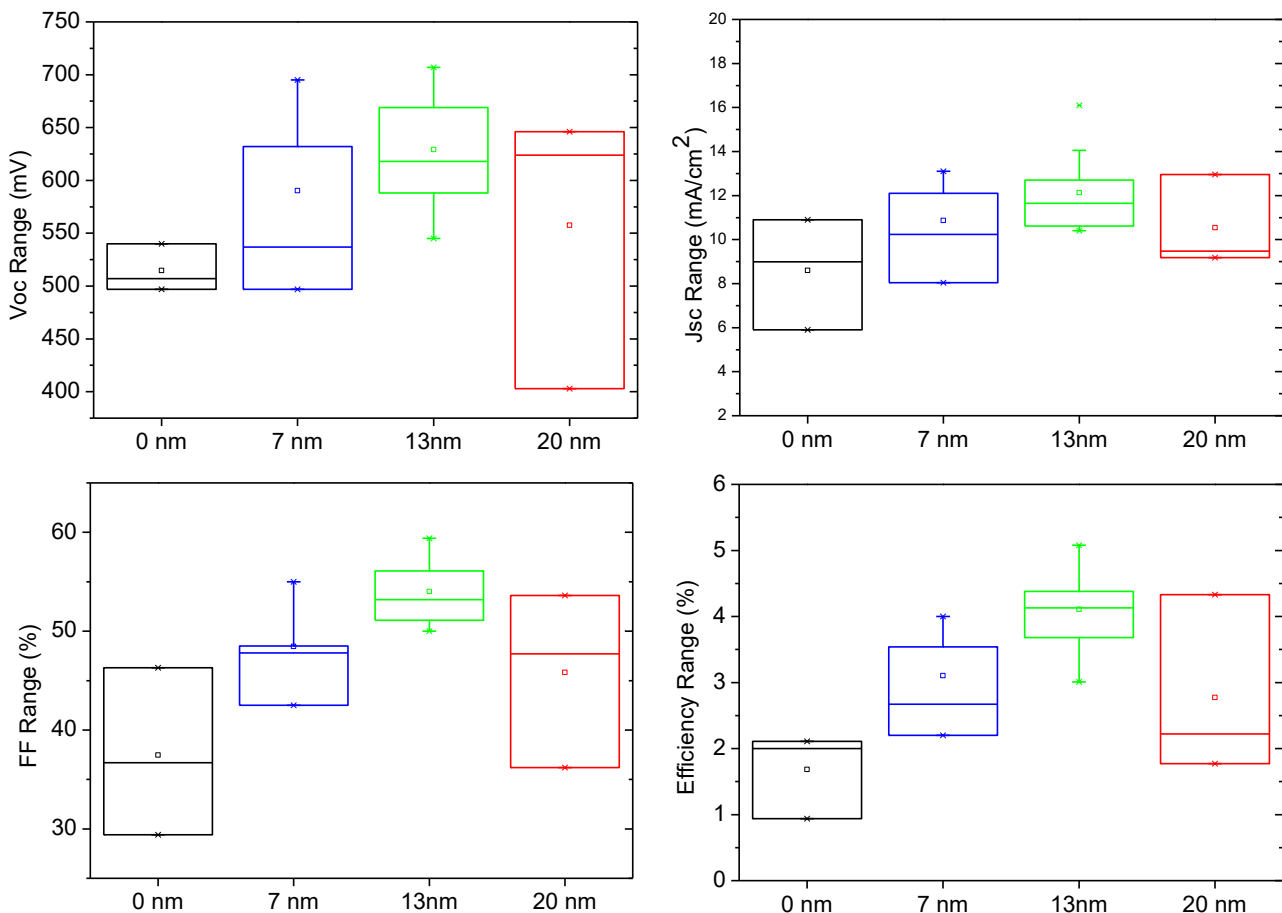 Voc Range (mV)
750
700
650
600
550
500
450
400
0 nm
7 nm
13nm
20 nm
Jsc Range (mA/cm²)
20
18
16
14
12
10
8
6
4
2
0 nm
7 nm
13nm
20 nm
FF Range (%)
60
50
40
30
0 nm
7 nm
13nm
20 nm
Efficiency Range (%)
6
5
4
3
2
1
0
0 nm
7 nm
13nm
20 nm